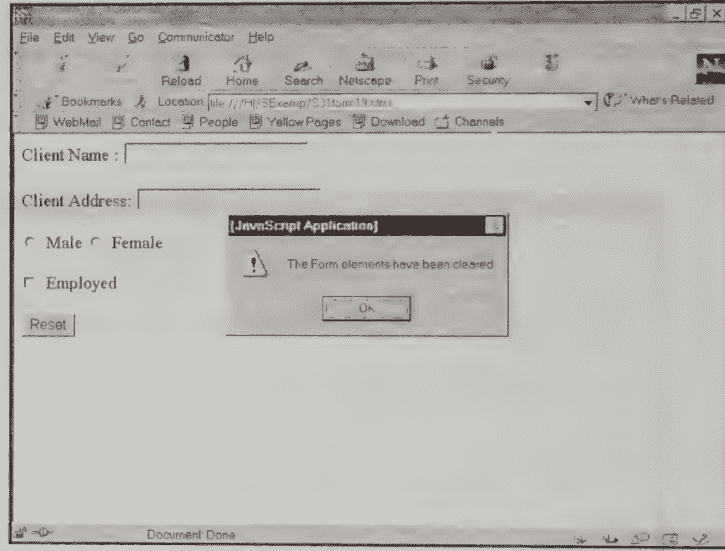 File Edit View Go Communicator Help
Reload Home Search Netscape Print Security
N
Bookmarks Location: What's Related
WebMail Contact People Yellow Pages Download Channels
Client Name :
Client Address:
[JavaScript Application]
Male Female
The Form elements have been cleared
Employed
OK
Reset
Document: Done